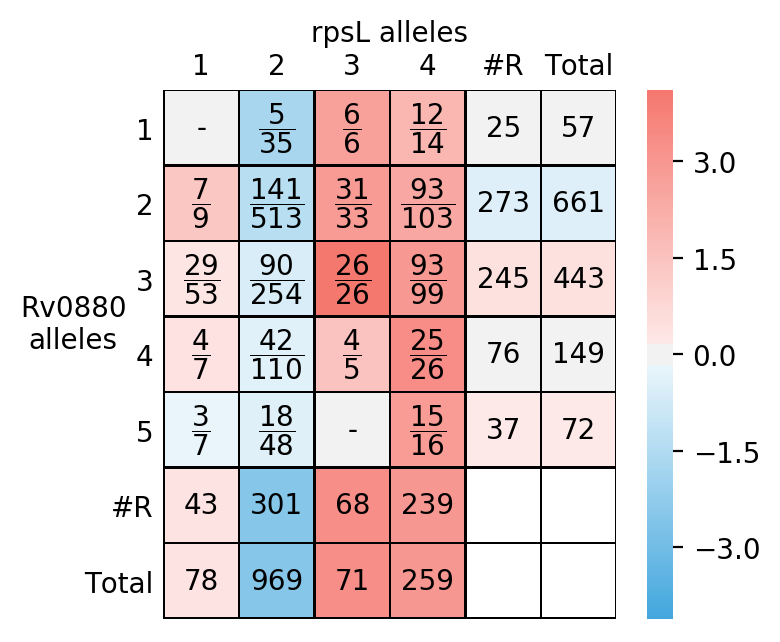 rpsL alleles
1 2 3 4 #R Total
1 - 5/35 6/6 12/14 25 57
2 7/9 141/513 31/33 93/103 273 661
3 29/53 90/254 26/26 93/99 245 443
Rv0880
alleles
4 4/7 42/110 4/5 25/26 76 149
5 3/7 18/48 - 15/16 37 72
#R 43 301 68 239
Total 78 969 71 259
3.0
1.5
0.0
−1.5
−3.0